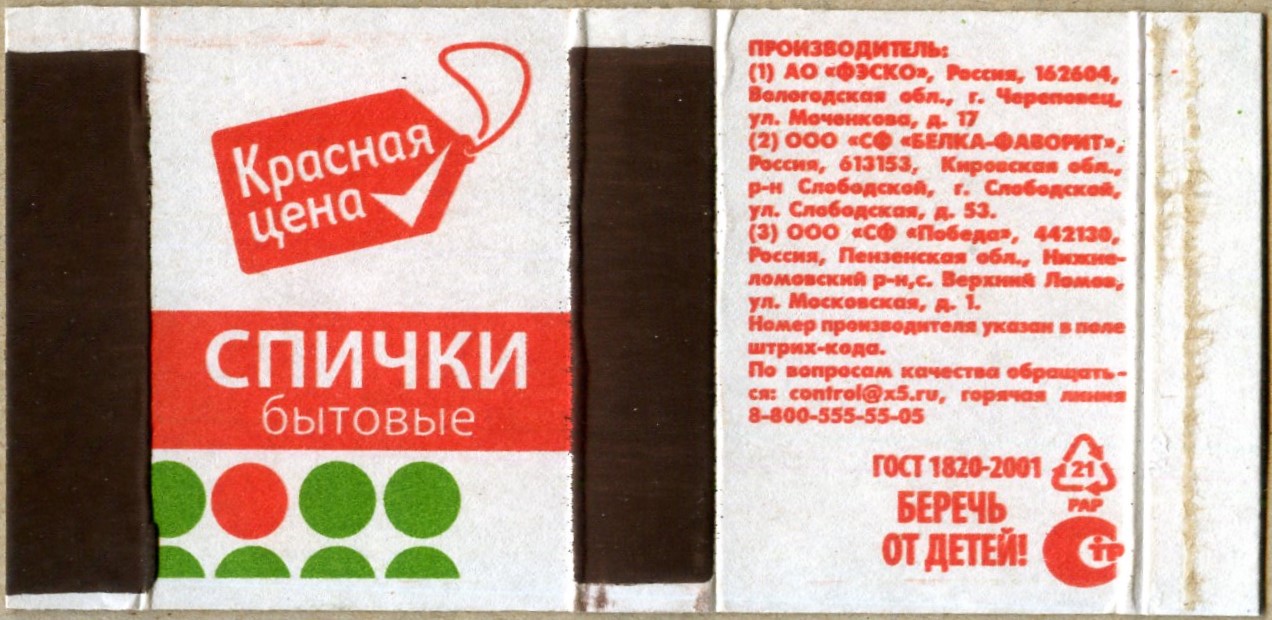 Красная
цена
СПИЧКИ
бытовые
ПРОИЗВОДИТЕЛЬ:
(1) АО «ФЭСКО», Россия, 162604,
Вологодская обл., г. Череповец,
ул. Моченкова, д. 17
(2) ООО «СФ «БЕЛКА-ФАВОРИТ»,
Россия, 613153, Кировская обл.,
р-н Слободской, г. Слободской,
ул. Слободская, д. 53.
(3) ООО «СФ «Победа», 442130,
Россия, Пензенская обл., Нижне-
ломовский р-н,с. Верхний Ломов,
ул. Московская, д. 1.
Номер производителя указан в поле
штрих-кода.
По вопросам качества обращать-
ся: control@x5.ru, горячая линия
8-800-555-55-05
ГОСТ 1820-2001
21
PAP
БЕРЕЧЬ
ОТ ДЕТЕЙ!